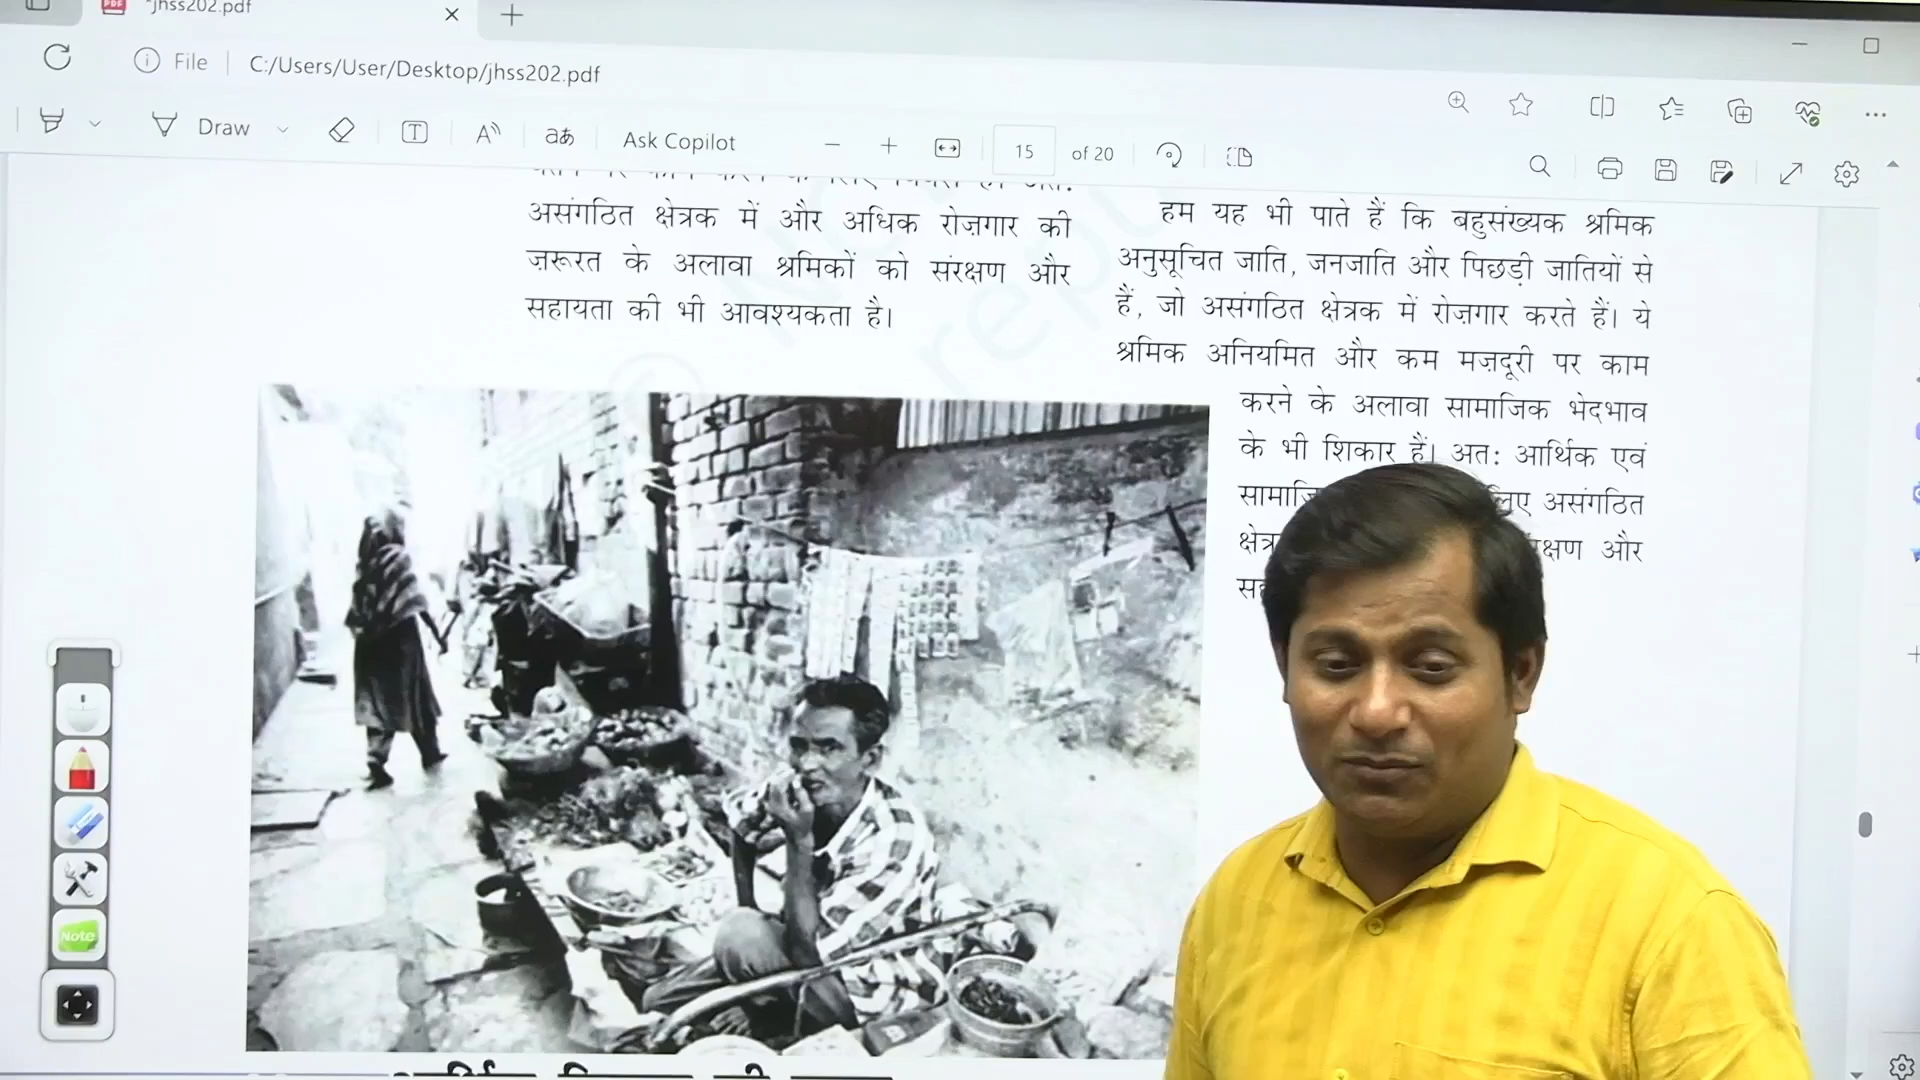 *jhss202.pdf
File
C:/Users/User/Desktop/jhss202.pdf
Draw
Ask Copilot
15
of 20
असंगठित क्षेत्रक में और अधिक रोज़गार की
ज़रूरत के अलावा श्रमिकों को संरक्षण और
सहायता की भी आवश्यकता है।
हम यह भी पाते हैं कि बहुसंख्यक श्रमिक
अनुसूचित जाति, जनजाति और पिछड़ी जातियों से
हैं, जो असंगठित क्षेत्रक में रोज़गार करते हैं। ये
श्रमिक अनियमित और कम मज़दूरी पर काम
करने के अलावा सामाजिक भेदभाव
के भी शिकार हैं। अत: आर्थिक एवं
असंगठित
और
Note